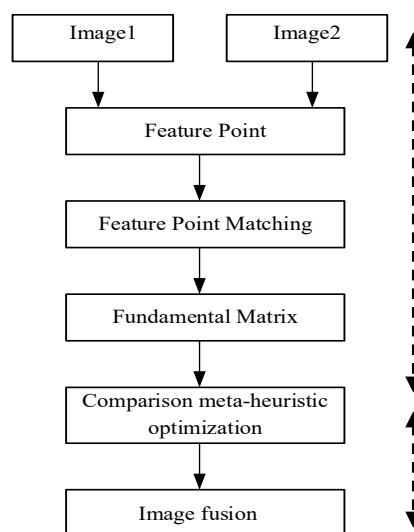 Image1
Image2
Feature Point
Feature Point Matching
Fundamental Matrix
Comparison meta-heuristic
optimization
Image fusion